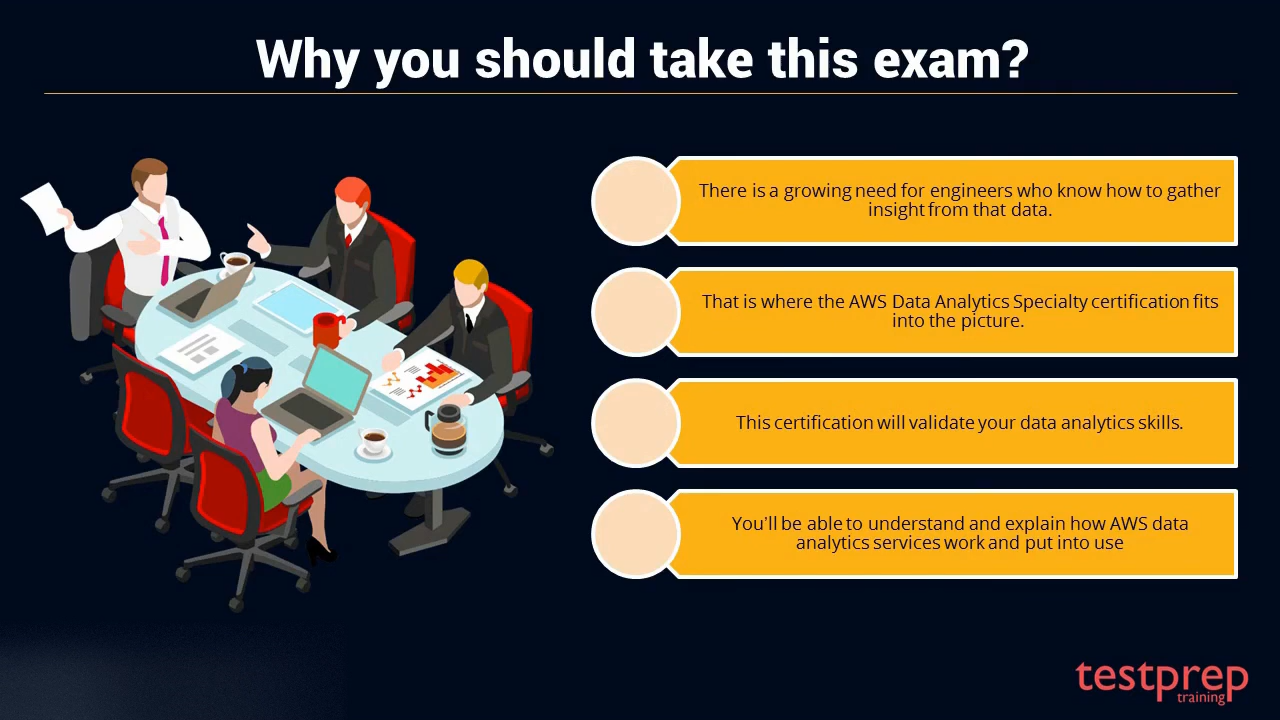 Why you should take this exam?
There is a growing need for engineers who know how to gather
insight from that data.
That is where the AWS Data Analytics Specialty certification fits
into the picture.
This certification will validate your data analytics skills.
You'll be able to understand and explain how AWS data
analytics services work and put into use
testprep
training